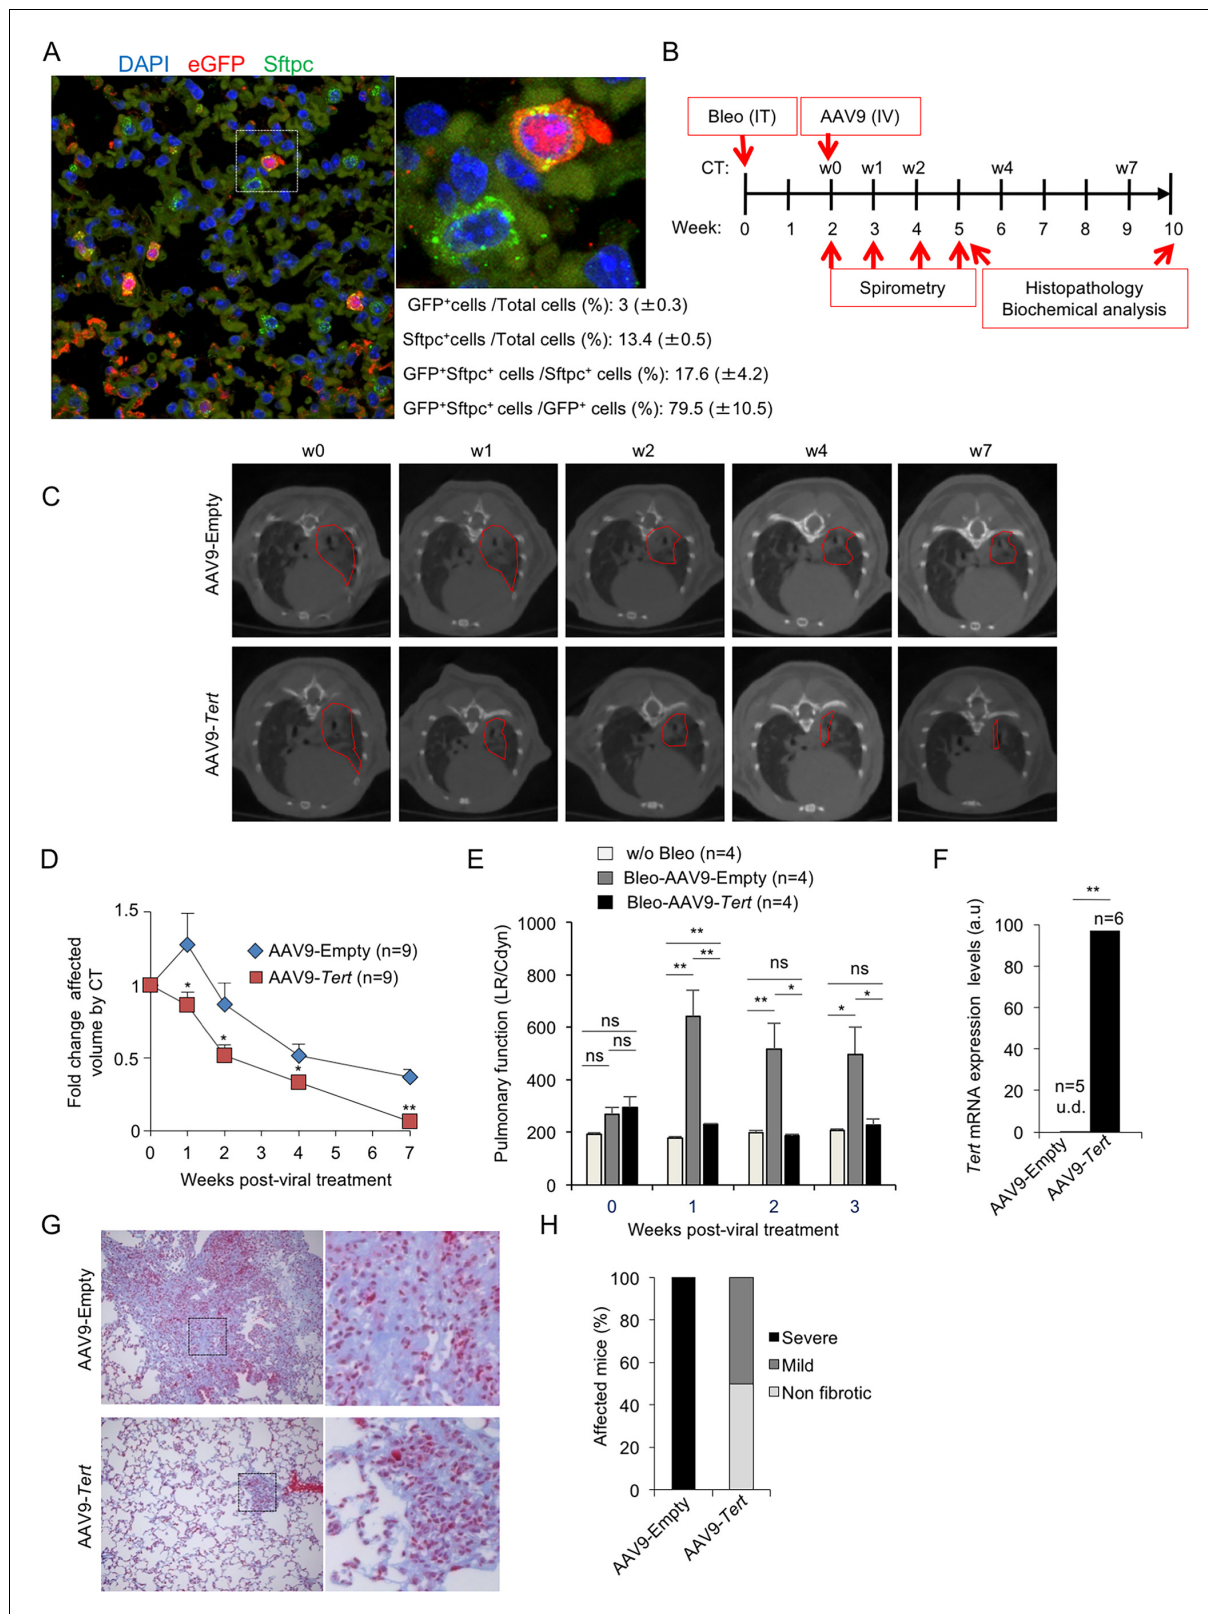 A
DAPI eGFP Sftpc
GFP+cells /Total cells (%): 3 (±0.3)
Sftpc+cells /Total cells (%): 13.4 (±0.5)
GFP+Sftpc+ cells /Sftpc+ cells (%): 17.6 (±4.2)
GFP+Sftpc+ cells /GFP+ cells (%): 79.5 (±10.5)
B
Bleo (IT) AAV9 (IV)
CT: w0 w1 w2 w4 w7
Week: 0 1 2 3 4 5 6 7 8 9 10
Spirometry
Histopathology
Biochemical analysis
C
w0 w1 w2 w4 w7
AAV9-Empty
AAV9-Tert
D
Fold change affected
volume by CT
1.5
1
0.5
0
AAV9-Empty (n=9)
AAV9-Tert (n=9)
* * * **
0 1 2 3 4 5 6 7
Weeks post-viral treatment
E
w/o Bleo (n=4)
Bleo-AAV9-Empty (n=4)
Bleo-AAV9-Tert (n=4)
Pulmonary function (LR/Cdyn)
1000
800
600
400
200
0
ns
ns ns
**
** **
ns
** *
ns
* *
0 1 2 3
Weeks post-viral treatment
F
Tert mRNA expression levels (a.u)
100
80
60
40
20
0
**
n=6
n=5
u.d.
AAV9-Empty
AAV9-Tert
G
AAV9-Empty
AAV9-Tert
H
Affected mice (%)
100
80
60
40
20
0
Severe
Mild
Non fibrotic
AAV9-Empty
AAV9-Tert